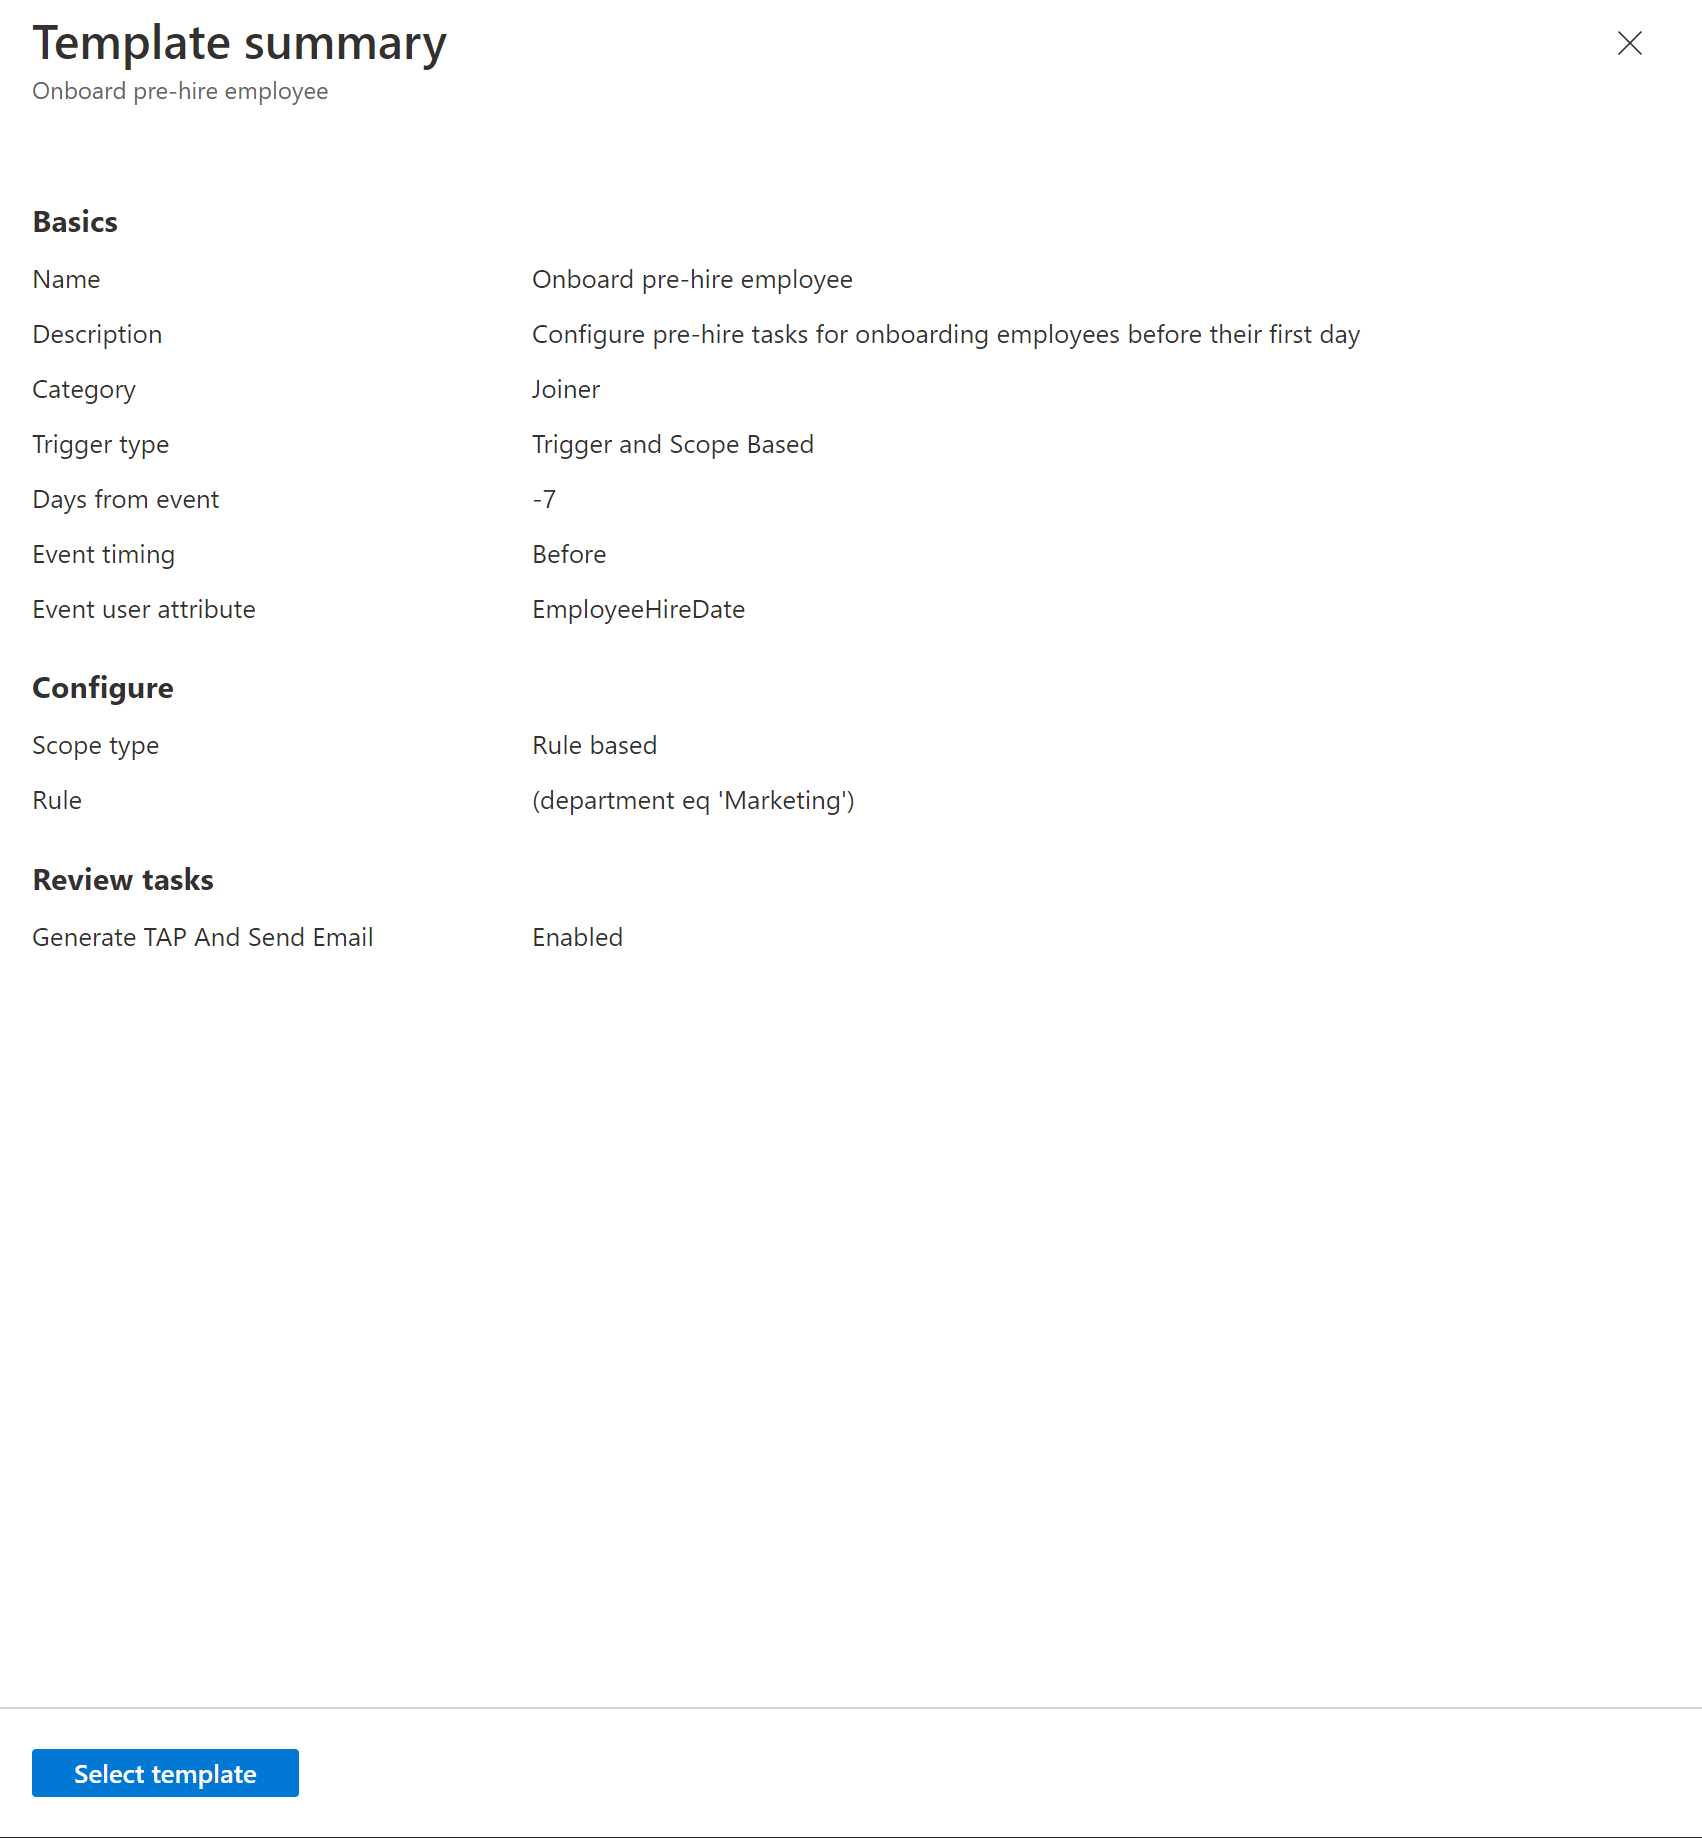 Template summary
Onboard pre-hire employee
Basics
Name Onboard pre-hire employee
Description Configure pre-hire tasks for onboarding employees before their first day
Category Joiner
Trigger type Trigger and Scope Based
Days from event -7
Event timing Before
Event user attribute EmployeeHireDate
Configure
Scope type Rule based
Rule (department eq 'Marketing')
Review tasks
Generate TAP And Send Email Enabled
Select template